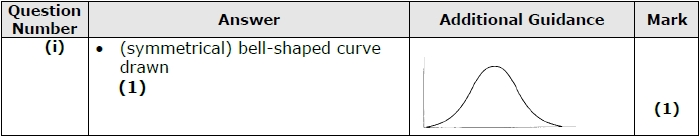 Question Number
Answer
Additional Guidance
Mark
(i)
• (symmetrical) bell-shaped curve
drawn
(1)
(1)